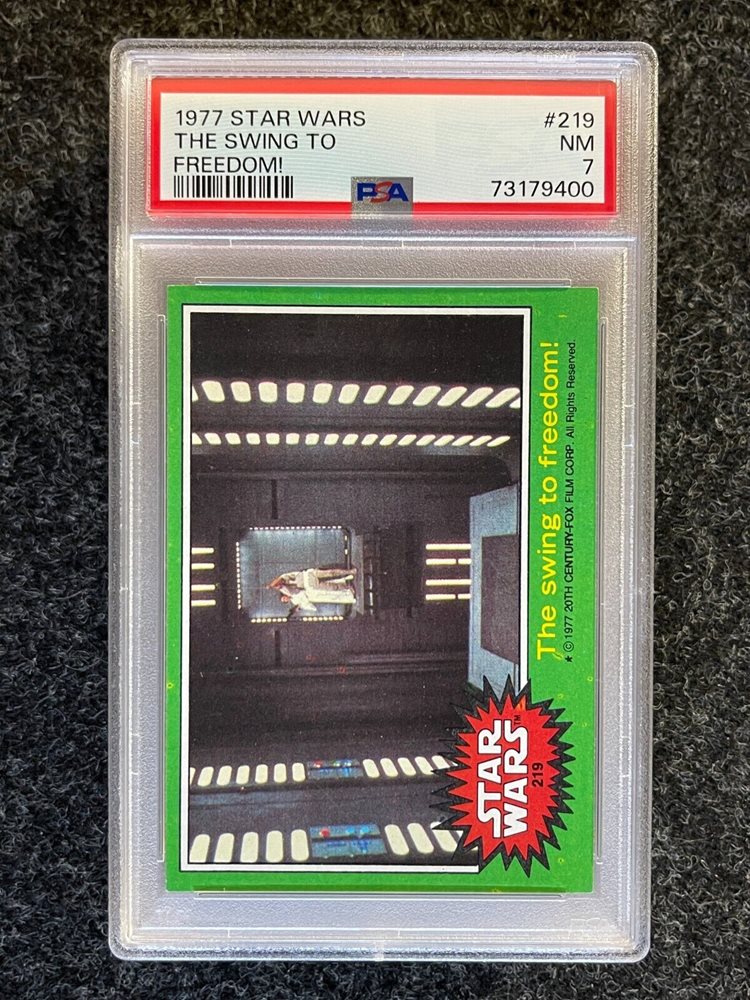 1977 STAR WARS #219
THE SWING TO NM
FREEDOM! 7
PSA 73179400
The swing to freedom!
★ © 1977 20TH CENTURY-FOX FILM CORP. All Rights Reserved.
STAR
WARS™
219